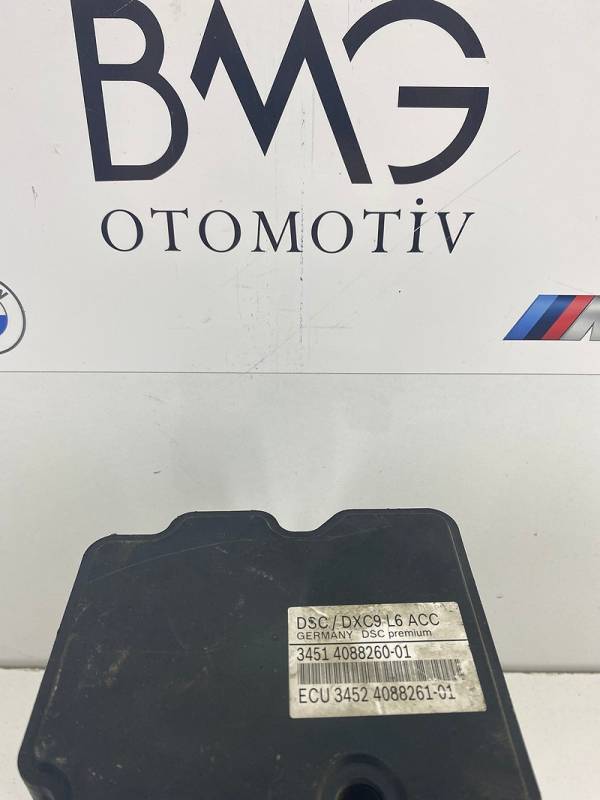 BMG
OTOMOTİV
DSC / DXC9 L6 ACC
GERMANY DSC premium
3451 4088260-01
ECU 3452 4088261-01